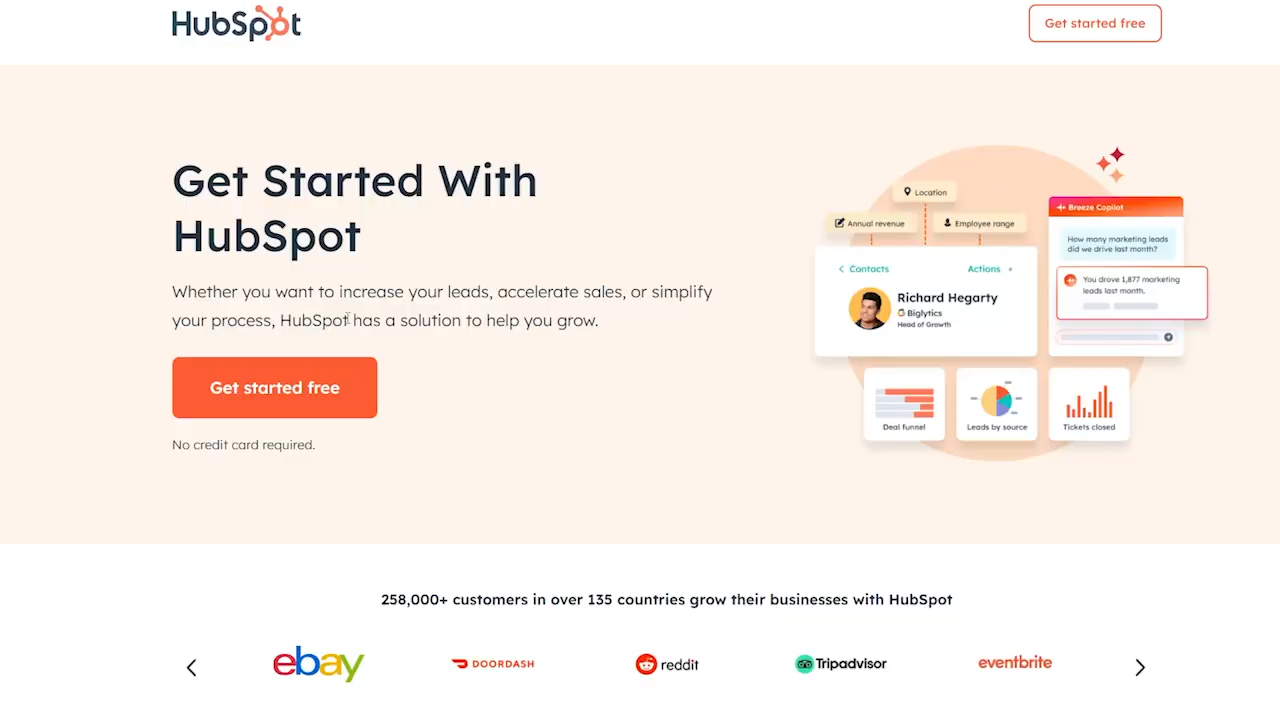 HubSpot
Get started free
Get Started With
HubSpot
Whether you want to increase your leads, accelerate sales, or simplify
your process, HubSpot has a solution to help you grow.
Get started free
No credit card required.
Location
Annual revenue
Employee range
Contacts
Actions
Richard Hegarty
Biglytics
Head of Growth
Breeze Copilot
How many marketing leads
did we drive last month?
You drove 1,877 marketing
leads last month.
Deal funnel
Leads by source
Tickets closed
258,000+ customers in over 135 countries grow their businesses with HubSpot
ebay
DOORDASH
reddit
Tripadvisor
eventbrite